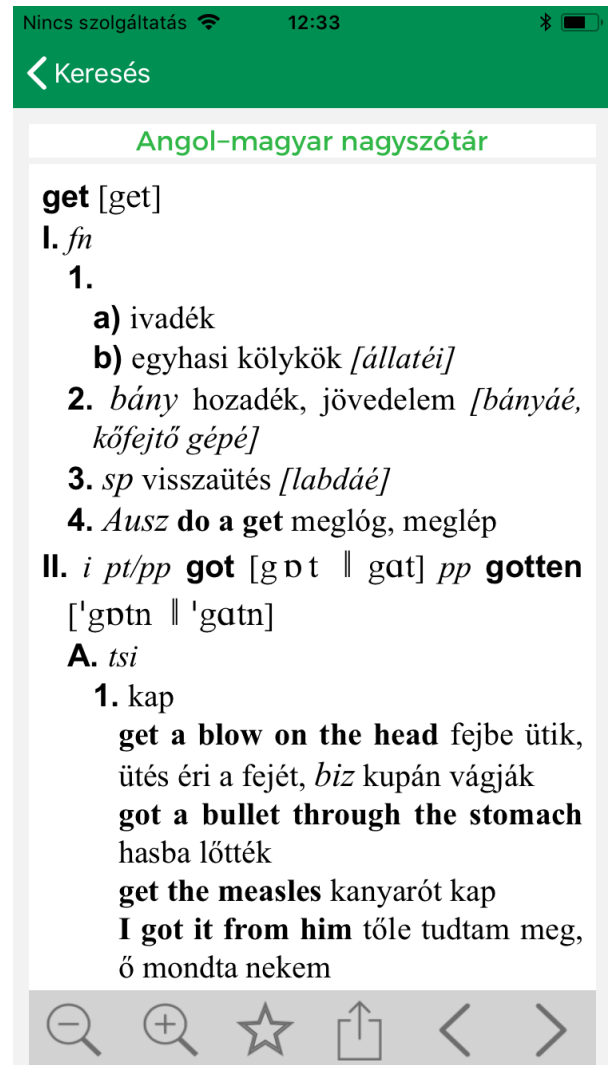 Nincs szolgáltatás 12:33
Keresés
Angol–magyar nagyszótár
get [get]
I. fn
1.
a) ivadék
b) egyhasi kölykök [állatéi]
2. bány hozadék, jövedelem [bányáé,
kőfejtő gépé]
3. sp visszaütés [labdáé]
4. Ausz do a get meglóg, meglép
II. i pt/pp got [gɒt ‖ gɑt] pp gotten
['gɒtn ‖ 'gɑtn]
A. tsi
1. kap
get a blow on the head fejbe ütik,
ütés éri a fejét, biz kupán vágják
got a bullet through the stomach
hasba lőtték
get the measles kanyarót kap
I got it from him tőle tudtam meg,
ő mondta nekem